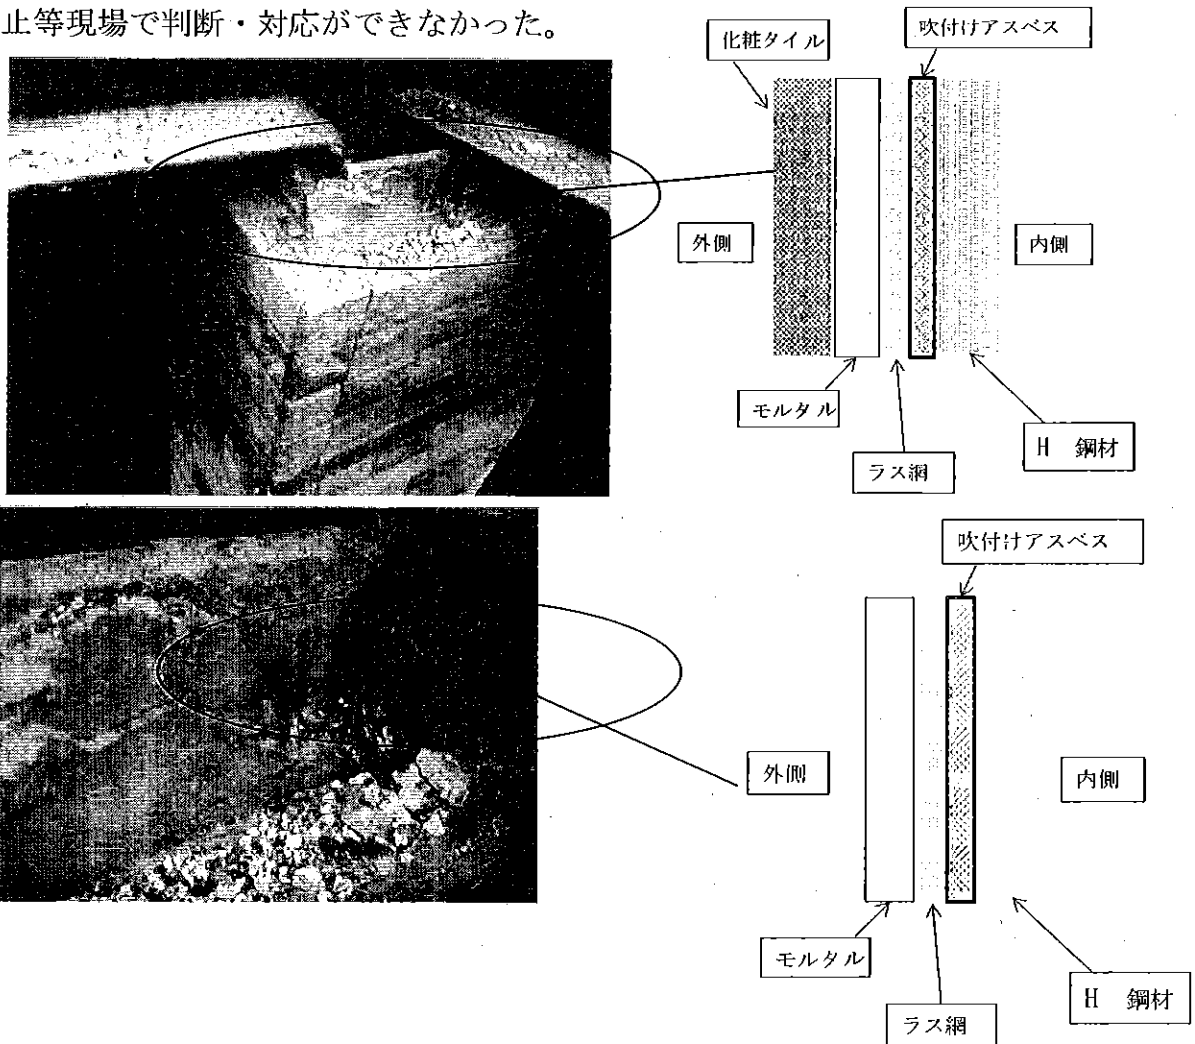 止等現場で判断・対応ができなかった。
化粧タイル
吹付けアスベス
外側
内側
モルタル
ラス網
H 鋼材
吹付けアスベス
外側
内側
モルタル
ラス網
H 鋼材